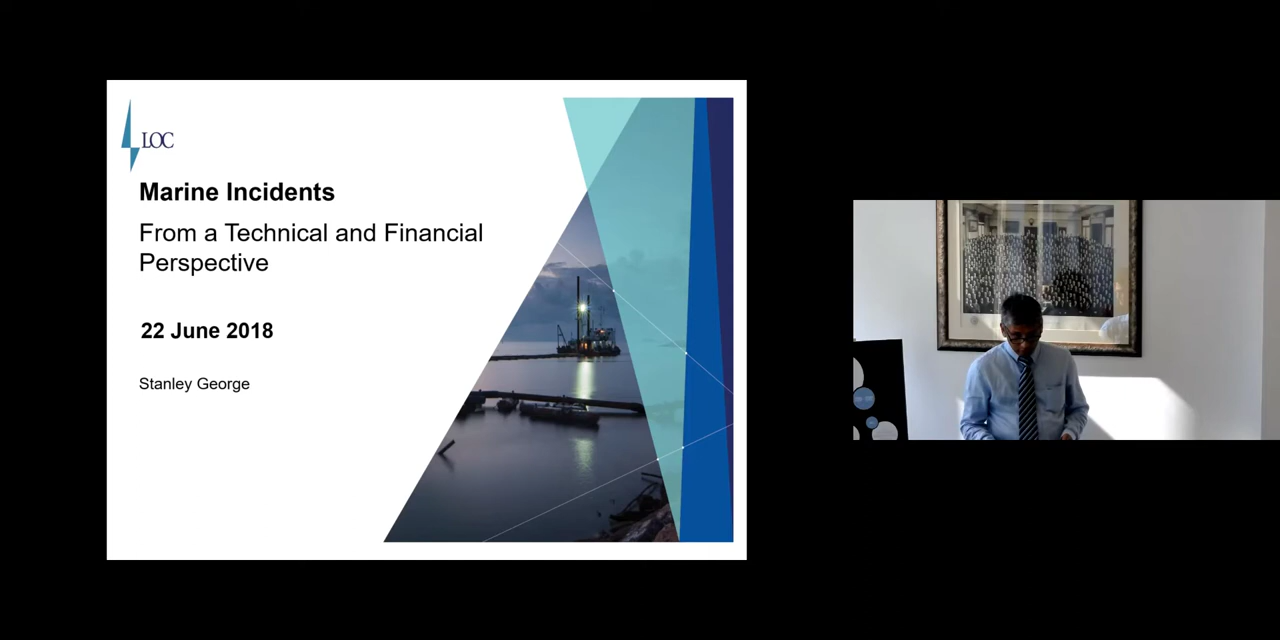 LOC
Marine Incidents
From a Technical and Financial
Perspective
22 June 2018
Stanley George